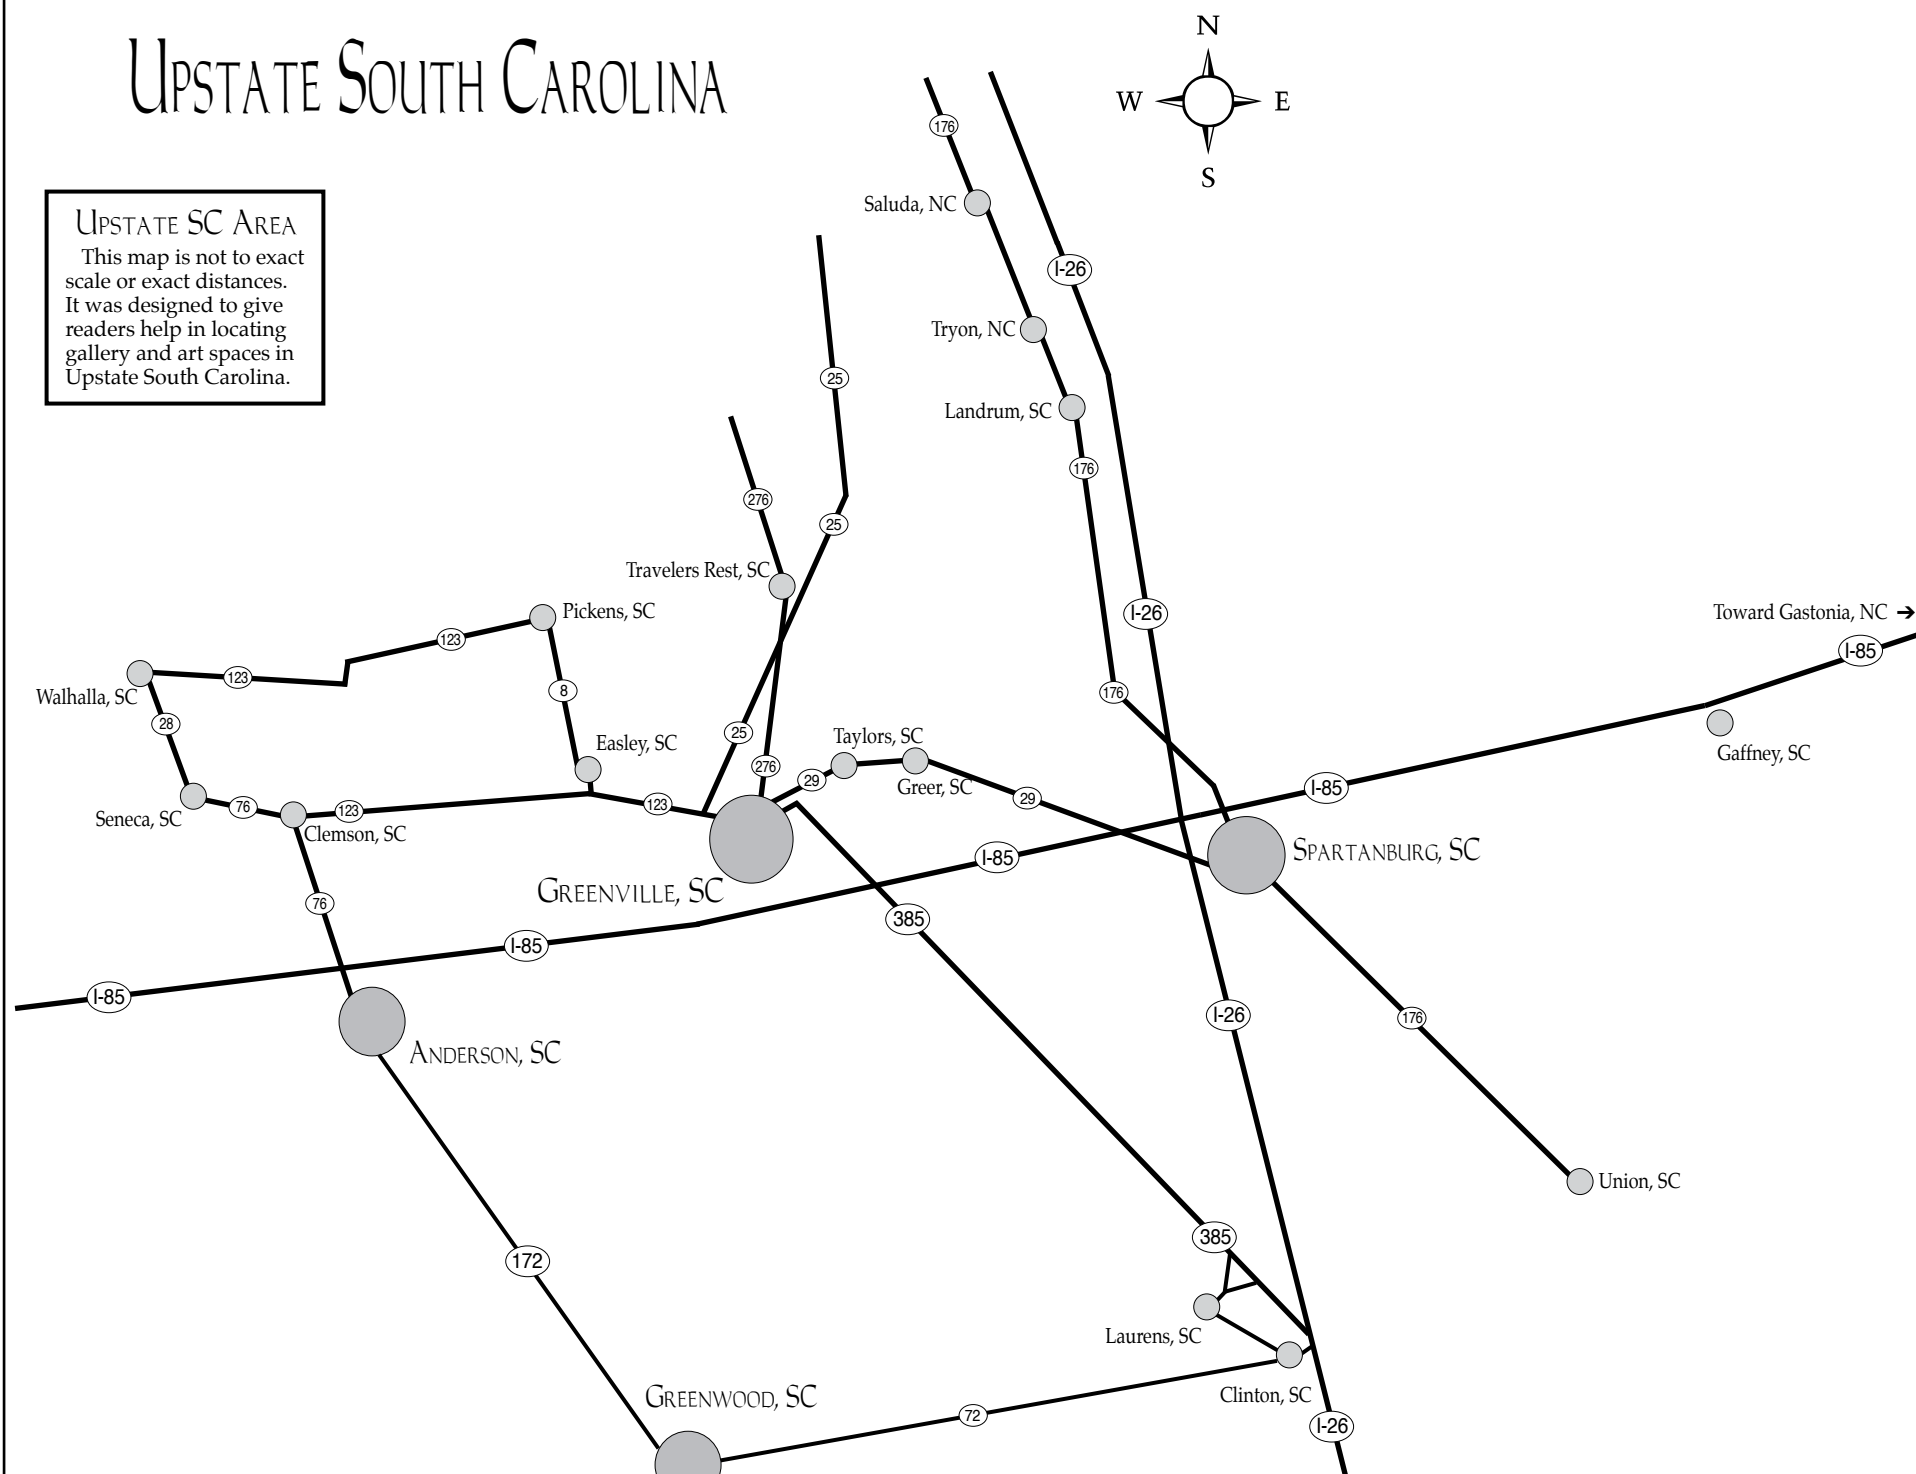 UPSTATE SOUTH CAROLINA
N
W
E
S
176
Saluda, NC
UPSTATE SC AREA
This map is not to exact
scale or exact distances.
It was designed to give
readers help in locating
gallery and art spaces in
Upstate South Carolina.
I-26
Tryon, NC
25
Landrum, SC
176
276
25
Travelers Rest, SC
Pickens, SC
I-26
Toward Gastonia, NC ➔
123
I-85
123
Walhalla, SC
8
176
28
25
Gaffney, SC
Easley, SC
Taylors, SC
276
29
Greer, SC
29
I-85
Seneca, SC
76
123
123
Clemson, SC
SPARTANBURG, SC
I-85
GREENVILLE, SC
76
385
I-85
I-85
I-26
176
ANDERSON, SC
Union, SC
385
172
Laurens, SC
GREENWOOD, SC
Clinton, SC
72
I-26